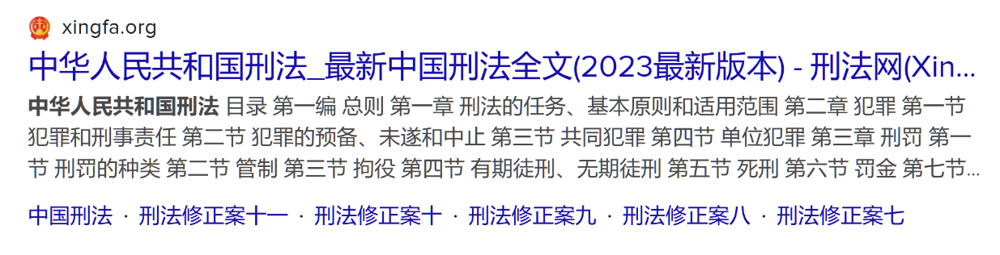 xingfa.org
中华人民共和国刑法_最新中国刑法全文(2023最新版本) - 刑法网(Xin...
中华人民共和国刑法 目录 第一编 总则 第一章 刑法的任务、基本原则和适用范围 第二章 犯罪 第一节
犯罪和刑事责任 第二节 犯罪的预备、未遂和中止 第三节 共同犯罪 第四节 单位犯罪 第三章 刑罚 第一
节 刑罚的种类 第二节 管制 第三节 拘役 第四节 有期徒刑、无期徒刑 第五节 死刑 第六节 罚金 第七节...
中国刑法 · 刑法修正案十一 · 刑法修正案十 · 刑法修正案九 · 刑法修正案八 · 刑法修正案七